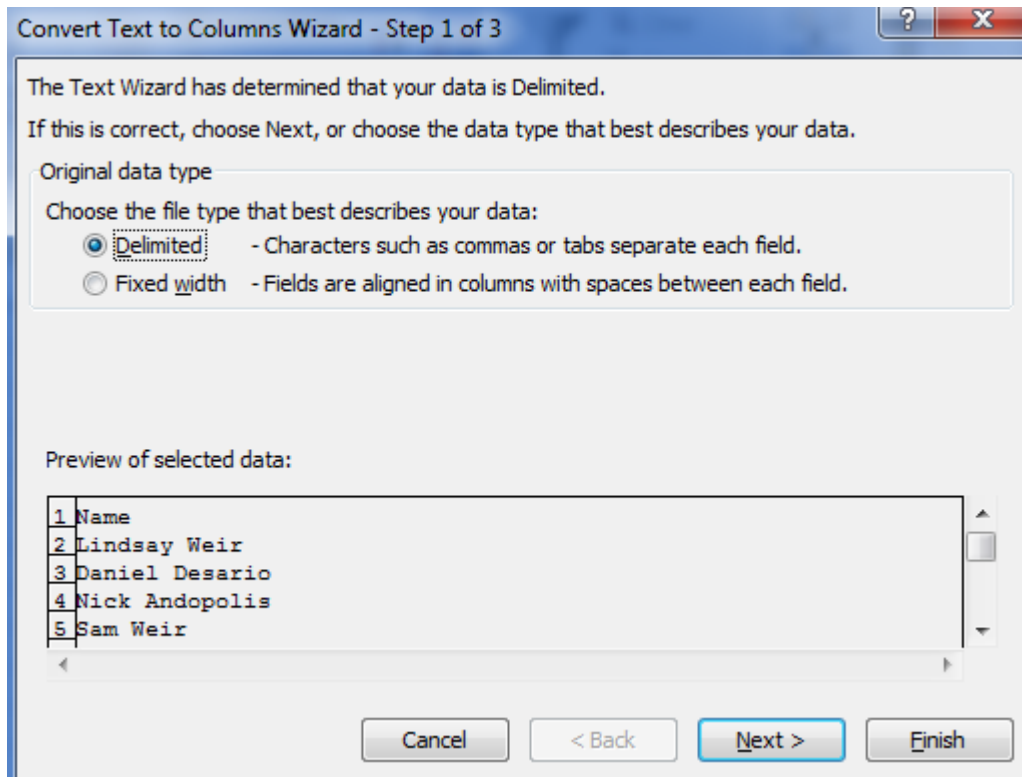 Convert Text to Columns Wizard - Step 1 of 3
? X
The Text Wizard has determined that your data is Delimited.
If this is correct, choose Next, or choose the data type that best describes your data.
Original data type
Choose the file type that best describes your data:
Delimited - Characters such as commas or tabs separate each field.
Fixed width - Fields are aligned in columns with spaces between each field.
Preview of selected data:
1 Name
2 Lindsay Weir
3 Daniel Desario
4 Nick Andopolis
5 Sam Weir
Cancel < Back Next > Finish